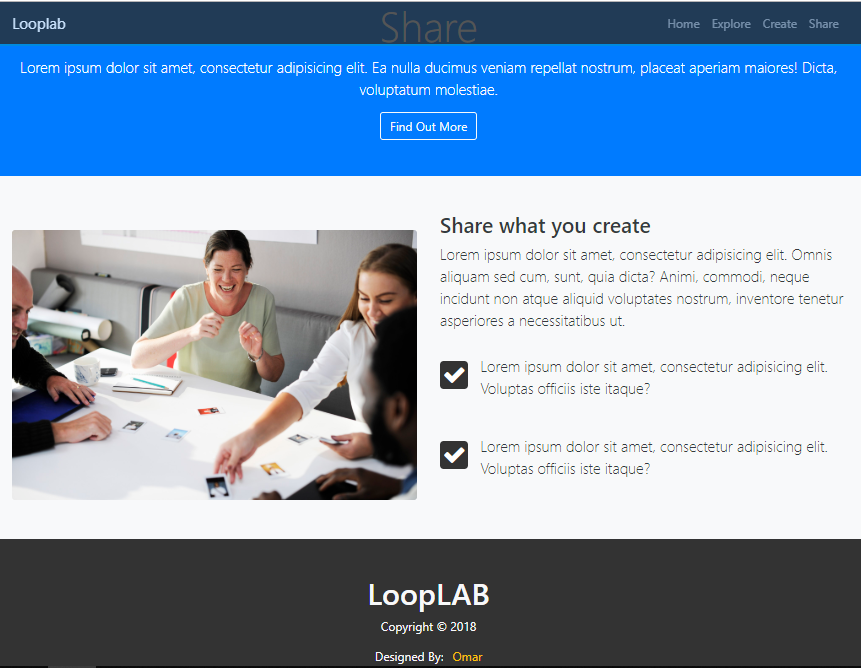 Looplab
Share
Home Explore Create Share
Lorem ipsum dolor sit amet, consectetur adipisicing elit. Ea nulla ducimus veniam repellat nostrum, placeat aperiam maiores! Dicta,
voluptatum molestiae.
Find Out More
Share what you create
Lorem ipsum dolor sit amet, consectetur adipisicing elit. Omnis
aliquam sed cum, sunt, quia dicta? Animi, commodi, neque
incidunt non atque aliquid voluptates nostrum, inventore tenetur
asperiores a necessitatibus ut.
Lorem ipsum dolor sit amet, consectetur adipisicing elit.
Voluptas officiis iste itaque?
Lorem ipsum dolor sit amet, consectetur adipisicing elit.
Voluptas officiis iste itaque?
LoopLAB
Copyright © 2018
Designed By: Omar